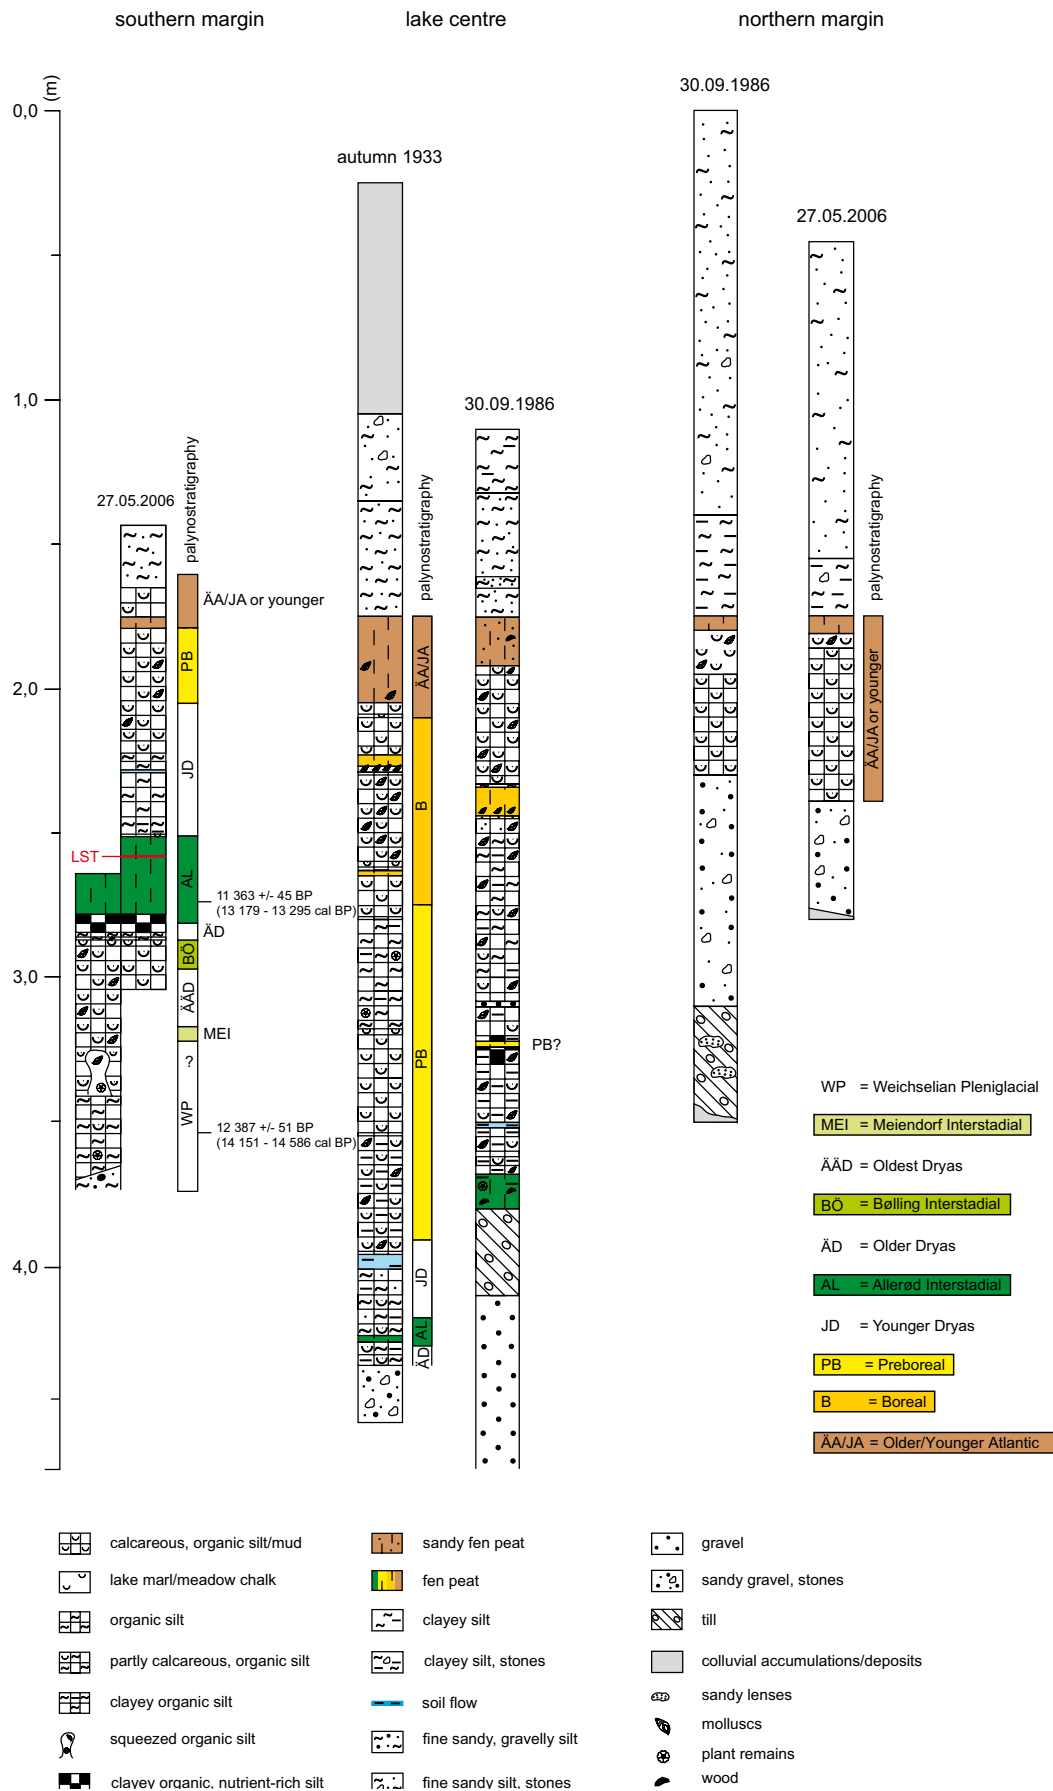 southern margin
lake centre
northern margin
(m)
0,0
1,0
2,0
3,0
4,0
30.09.1986
autumn 1933
27.05.2006
30.09.1986
27.05.2006
palynostratigraphy
palynostratigraphy
palynostratigraphy
ÄA/JA or younger
PB
JD
LST
AL
11 363 +/- 45 BP
(13 179 - 13 295 cal BP)
ÄD
BÖ
ÄÄD
MEI
?
WP
12 387 +/- 51 BP
(14 151 - 14 586 cal BP)
ÄA/JA
B
PB
JD
AL
ÄD
PB?
ÄA/JA or younger
WP = Weichselian Pleniglacial
MEI = Meiendorf Interstadial
ÄÄD = Oldest Dryas
BÖ = Bølling Interstadial
ÄD = Older Dryas
AL = Allerød Interstadial
JD = Younger Dryas
PB = Preboreal
B = Boreal
ÄA/JA = Older/Younger Atlantic
calcareous, organic silt/mud
lake marl/meadow chalk
organic silt
partly calcareous, organic silt
clayey organic silt
squeezed organic silt
clayey organic, nutrient-rich silt
sandy fen peat
fen peat
clayey silt
clayey silt, stones
soil flow
fine sandy, gravelly silt
fine sandy silt, stones
gravel
sandy gravel, stones
till
colluvial accumulations/deposits
sandy lenses
molluscs
plant remains
wood